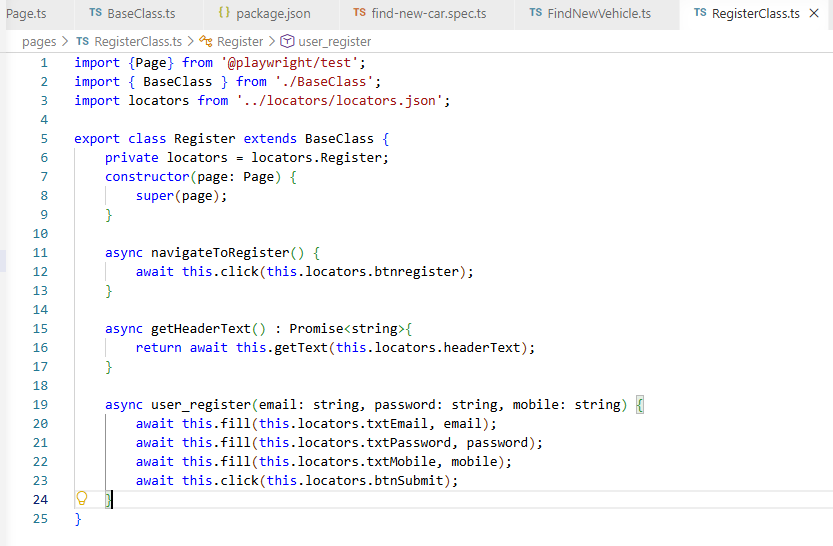 Page.ts TS BaseClass.ts {} package.json TS find-new-car.spec.ts TS FindNewVehicle.ts TS RegisterClass.ts ×
pages > TS RegisterClass.ts > Register > user_register
1 import {Page} from '@playwright/test';
2 import { BaseClass } from './BaseClass';
3 import locators from '../locators/locators.json';
4
5 export class Register extends BaseClass {
6     private locators = locators.Register;
7     constructor(page: Page) {
8         super(page);
9     }
10
11     async navigateToRegister() {
12         await this.click(this.locators.btnregister);
13     }
14
15     async getHeaderText() : Promise<string>{
16         return await this.getText(this.locators.headerText);
17     }
18
19     async user_register(email: string, password: string, mobile: string) {
20         await this.fill(this.locators.txtEmail, email);
21         await this.fill(this.locators.txtPassword, password);
22         await this.fill(this.locators.txtMobile, mobile);
23         await this.click(this.locators.btnSubmit);
24     }
25 }